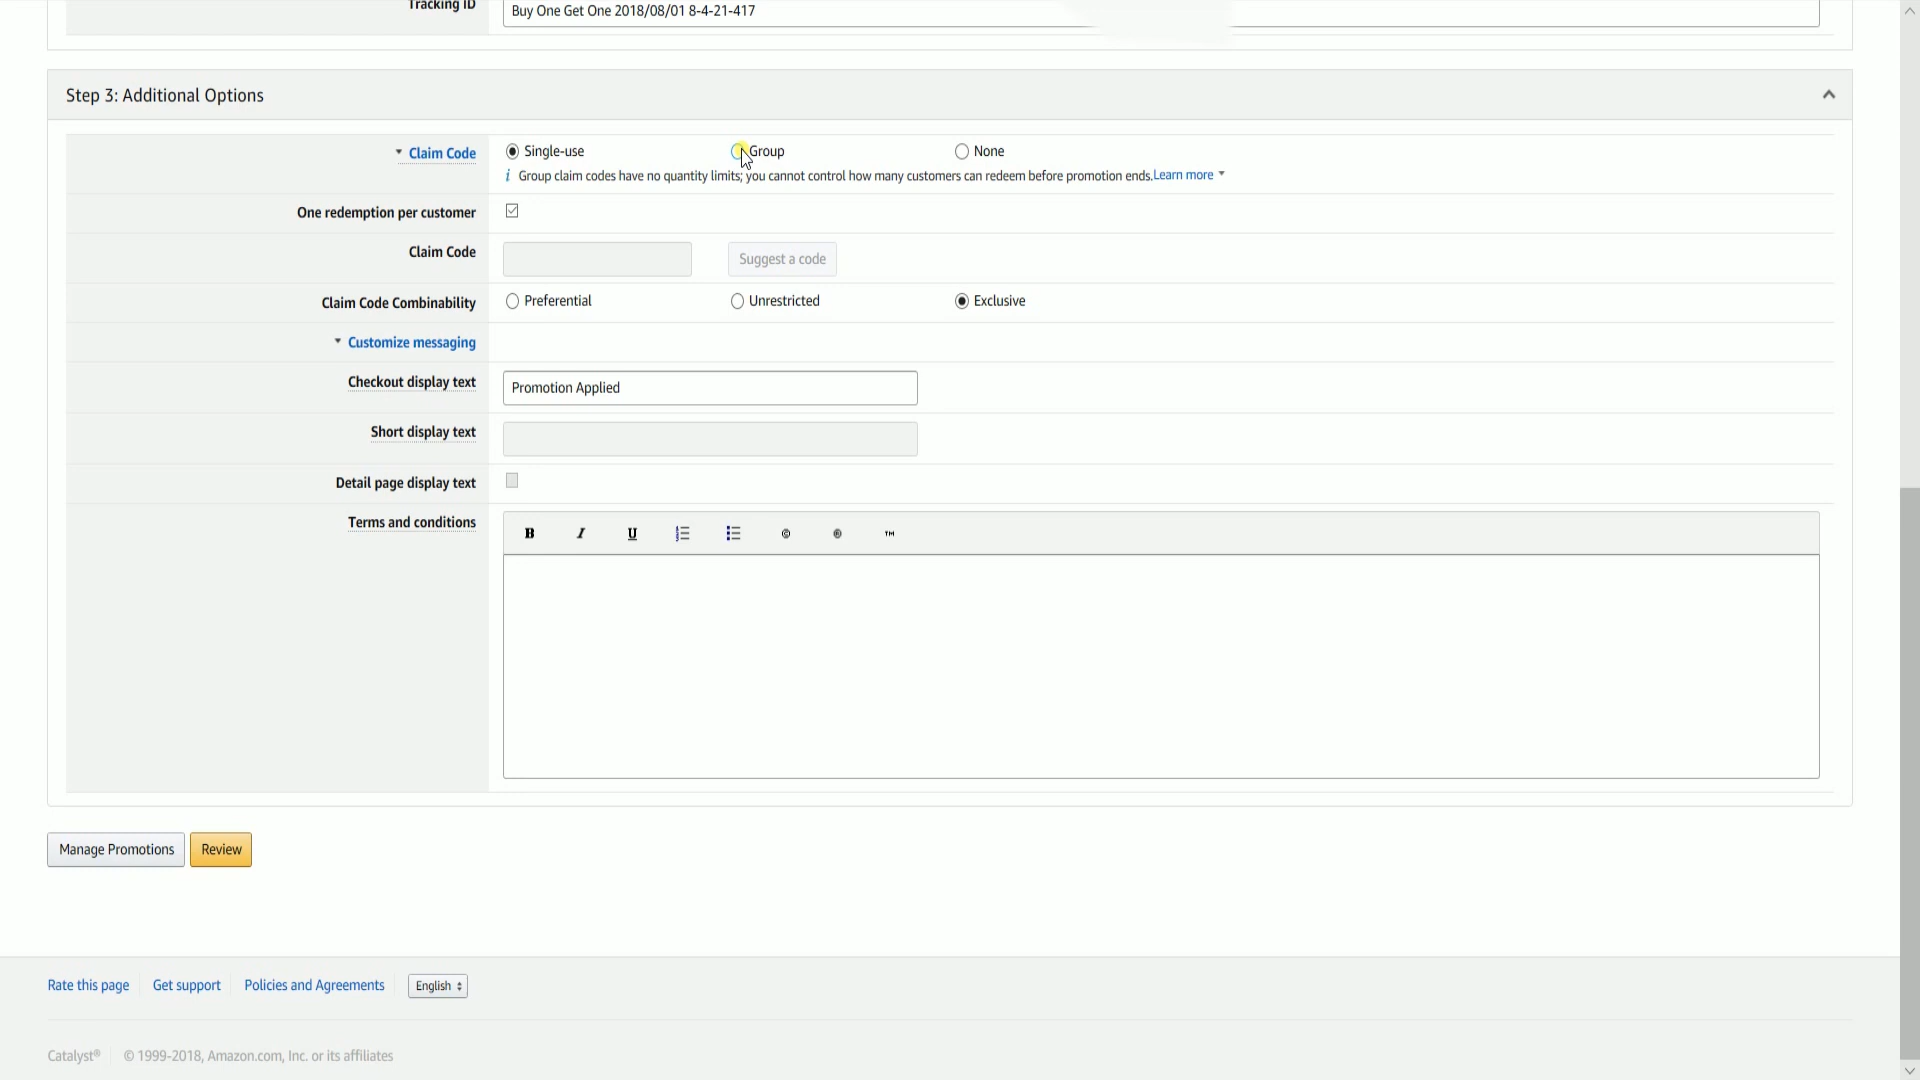 Tracking ID
Buy One Get One 2018/08/01 8-4-21-417
Step 3: Additional Options
Claim Code
Single-use
Group
None
i Group claim codes have no quantity limits; you cannot control how many customers can redeem before promotion ends. Learn more
One redemption per customer
Claim Code
Suggest a code
Claim Code Combinability
Preferential
Unrestricted
Exclusive
Customize messaging
Checkout display text
Promotion Applied
Short display text
Detail page display text
Terms and conditions
B I U © ® ™
Manage Promotions
Review
Rate this page
Get support
Policies and Agreements
English
Catalyst®
© 1999-2018, Amazon.com, Inc. or its affiliates